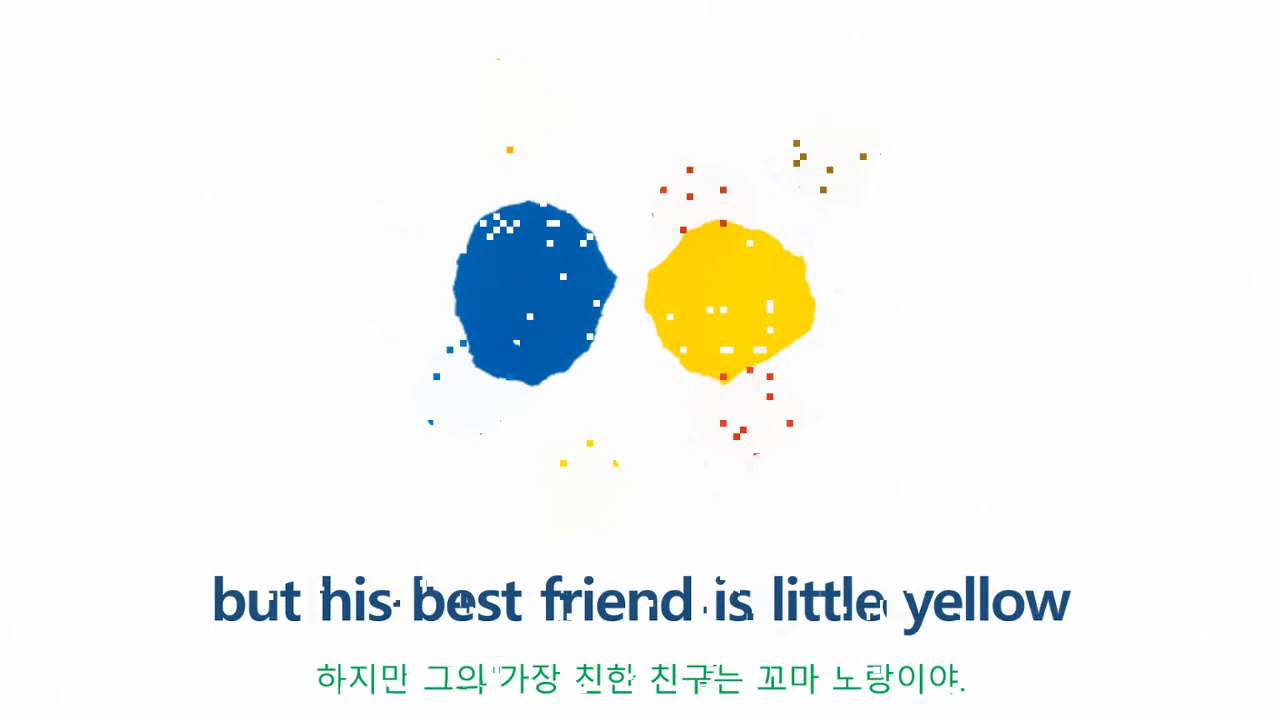 but his best friend is little yellow
하지만 그의 가장 친한 친구는 꼬마 노랑이야.